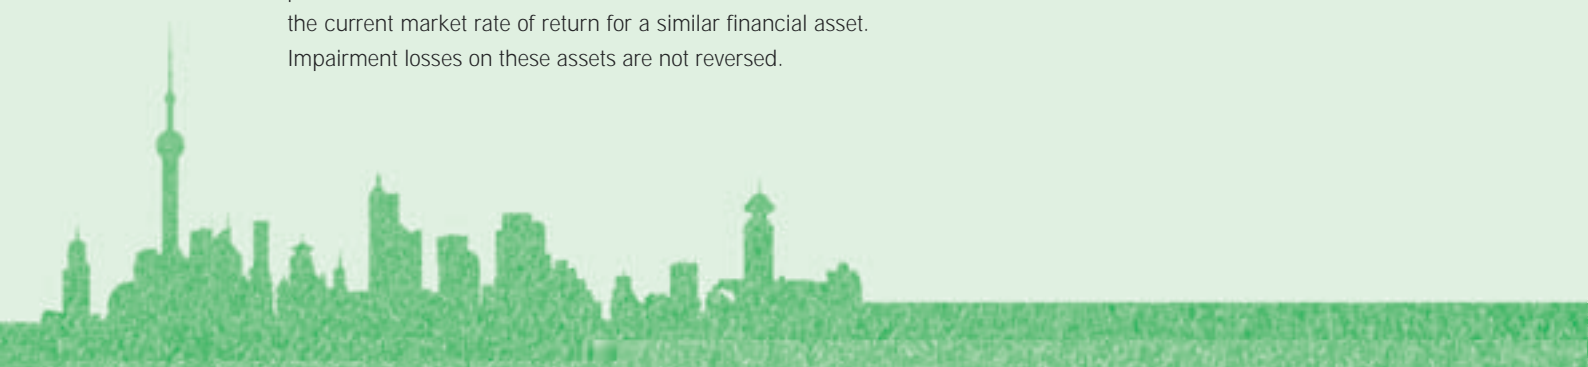 the current market rate of return for a similar financial asset.
Impairment losses on these assets are not reversed.